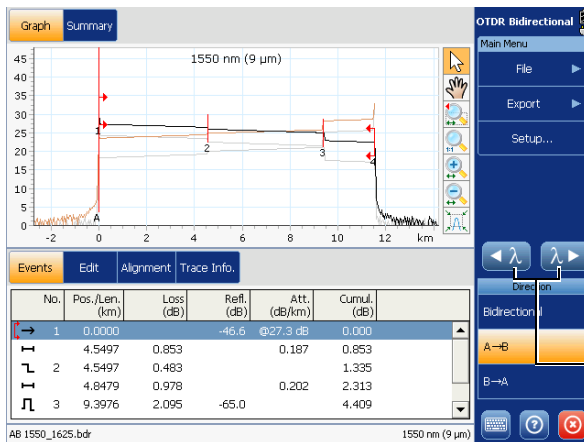 Graph Summary
OTDR Bidirectional
Main Menu
File
Export
Setup...
1550 nm (9 µm)
45
40
35
30
25
20
15
10
5
0
1
2
3
4
A
-2 0 2 4 6 8 10 12 km
1:1
Events Edit Alignment Trace Info.
No. Pos./Len. (km) Loss (dB) Refl. (dB) Att. (dB/km) Cumul. (dB)
1 0.0000 -46.6 @27.3 dB 0.000
4.5497 0.853 0.187 0.853
2 4.5497 0.483 1.335
4.8479 0.978 0.202 2.313
3 9.3976 2.095 -65.0 4.409
λ λ
Direction
Bidirectional
A→B
B→A
AB 1550_1625.bdr 1550 nm (9 µm)